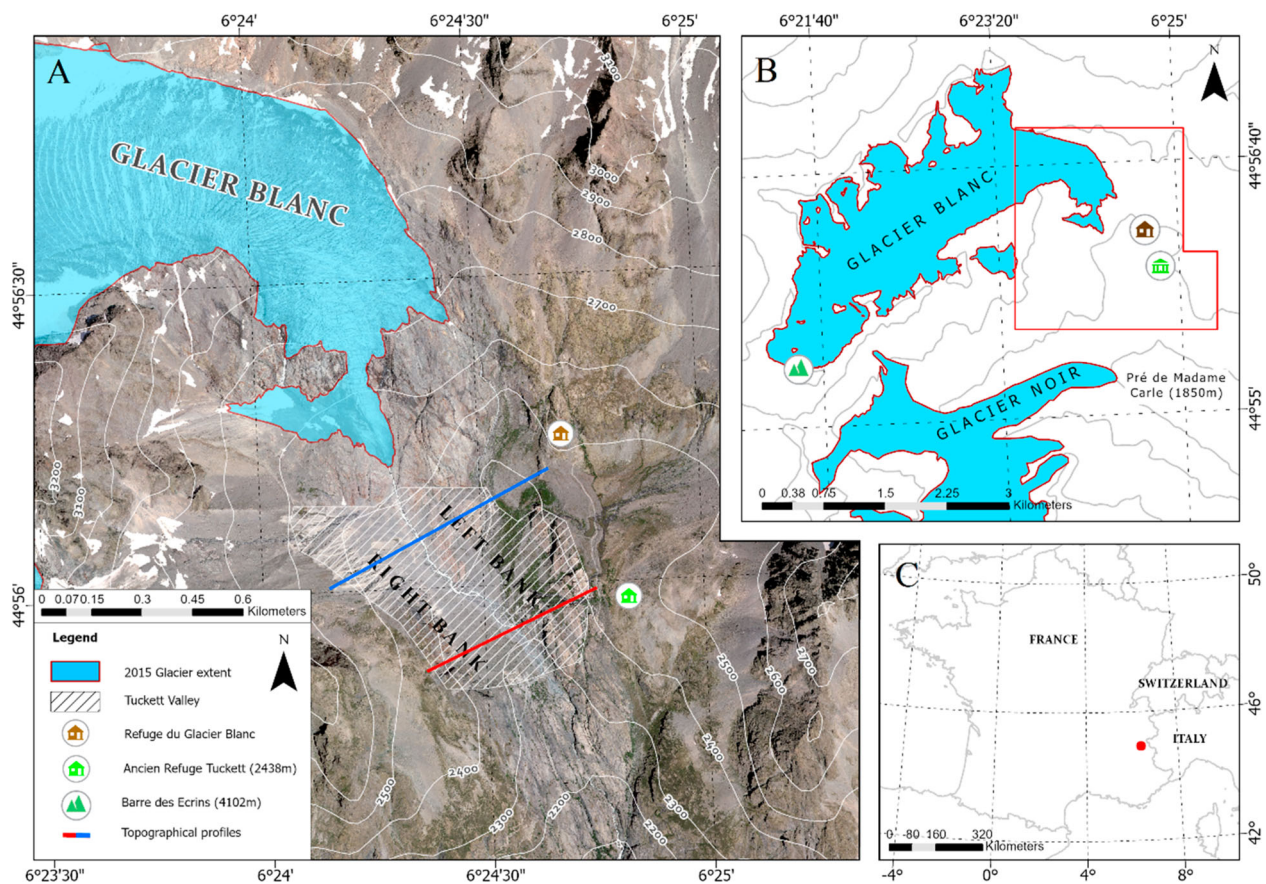 6°24'
6°24'30"
6°25'
A
GLACIER BLANC
3100
3000
2900
2800
2700
44°56'30"
3200
3100
LEFT BANK
RIGHT BANK
44°56'
2500
2600
2700
2400
2300
2200
2500
2400
2300
2200
0 0.07 0.15 0.3 0.45 0.6
Kilometers
Legend
N
2015 Glacier extent
Tuckett Valley
Refuge du Glacier Blanc
Ancien Refuge Tuckett (2438m)
Barre des Ecrins (4102m)
Topographical profiles
6°23'30"
6°24'
6°24'30"
6°25'
6°21'40"
6°23'20"
6°25'
B
N
44°56'40"
GLACIER BLANC
GLACIER NOIR
Pré de Madame
Carle (1850m)
44°55'
0 0.38 0.75 1.5 2.25 3
Kilometers
C
50°
FRANCE
SWITZERLAND
46°
ITALY
0 80 160 320
Kilometers
42°
-4°
0°
4°
8°